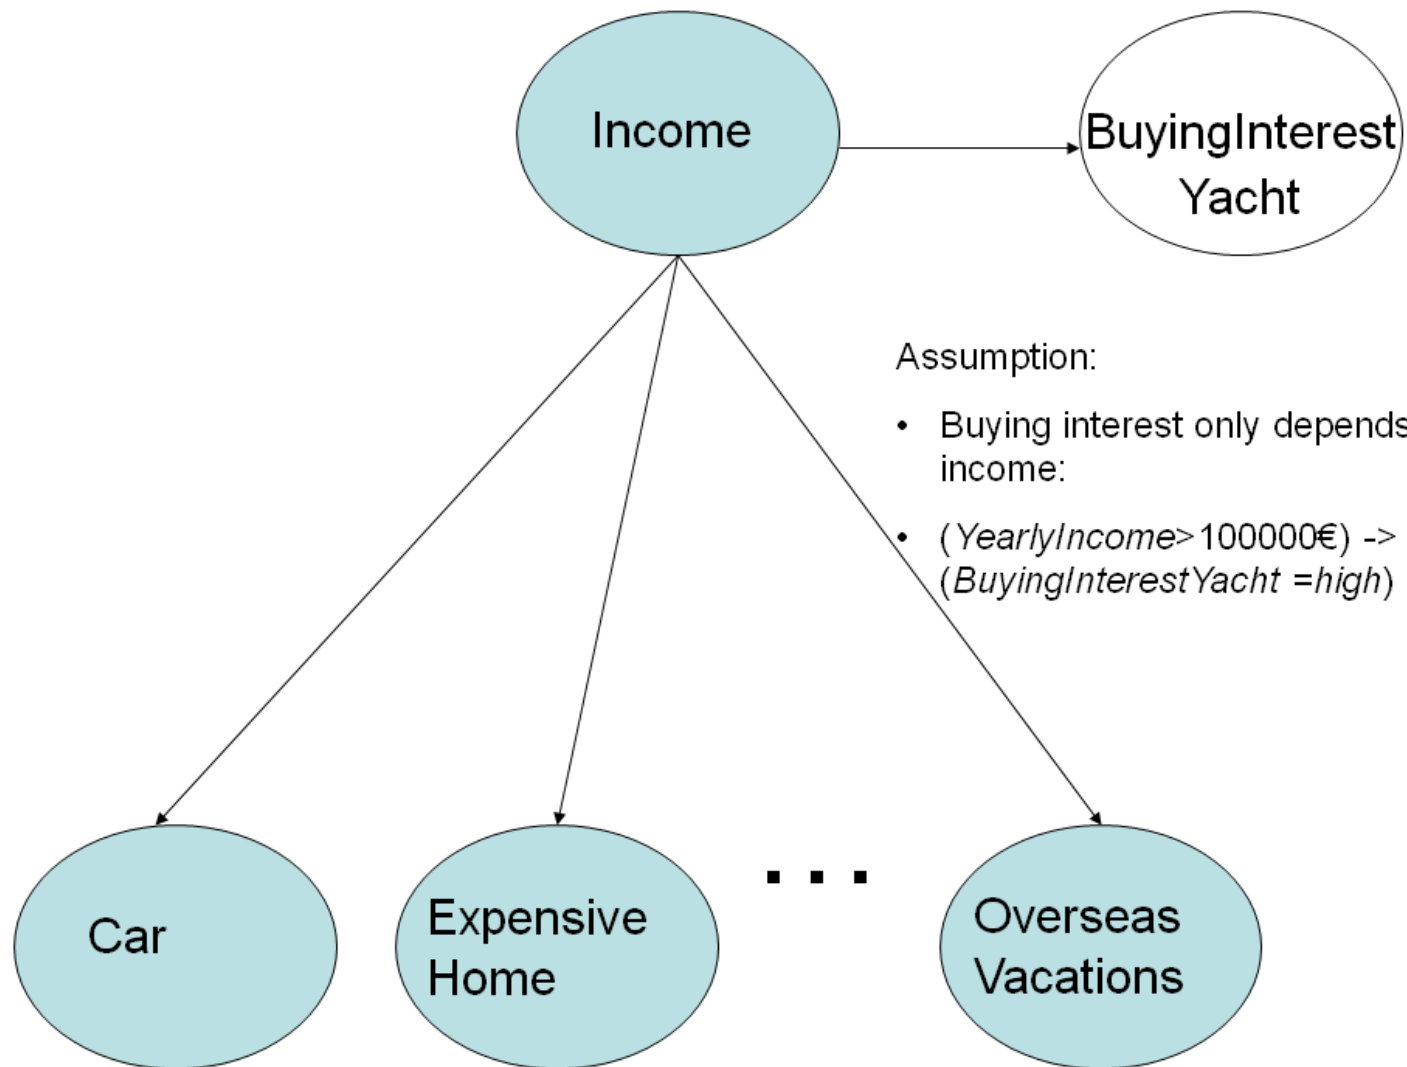 Income
BuyingInterest
Yacht
Assumption:
• Buying interest only depends
income:
• (YearlyIncome>100000€) ->
(BuyingInterestYacht =high)
Car
Expensive
Home
. . .
Overseas
Vacations